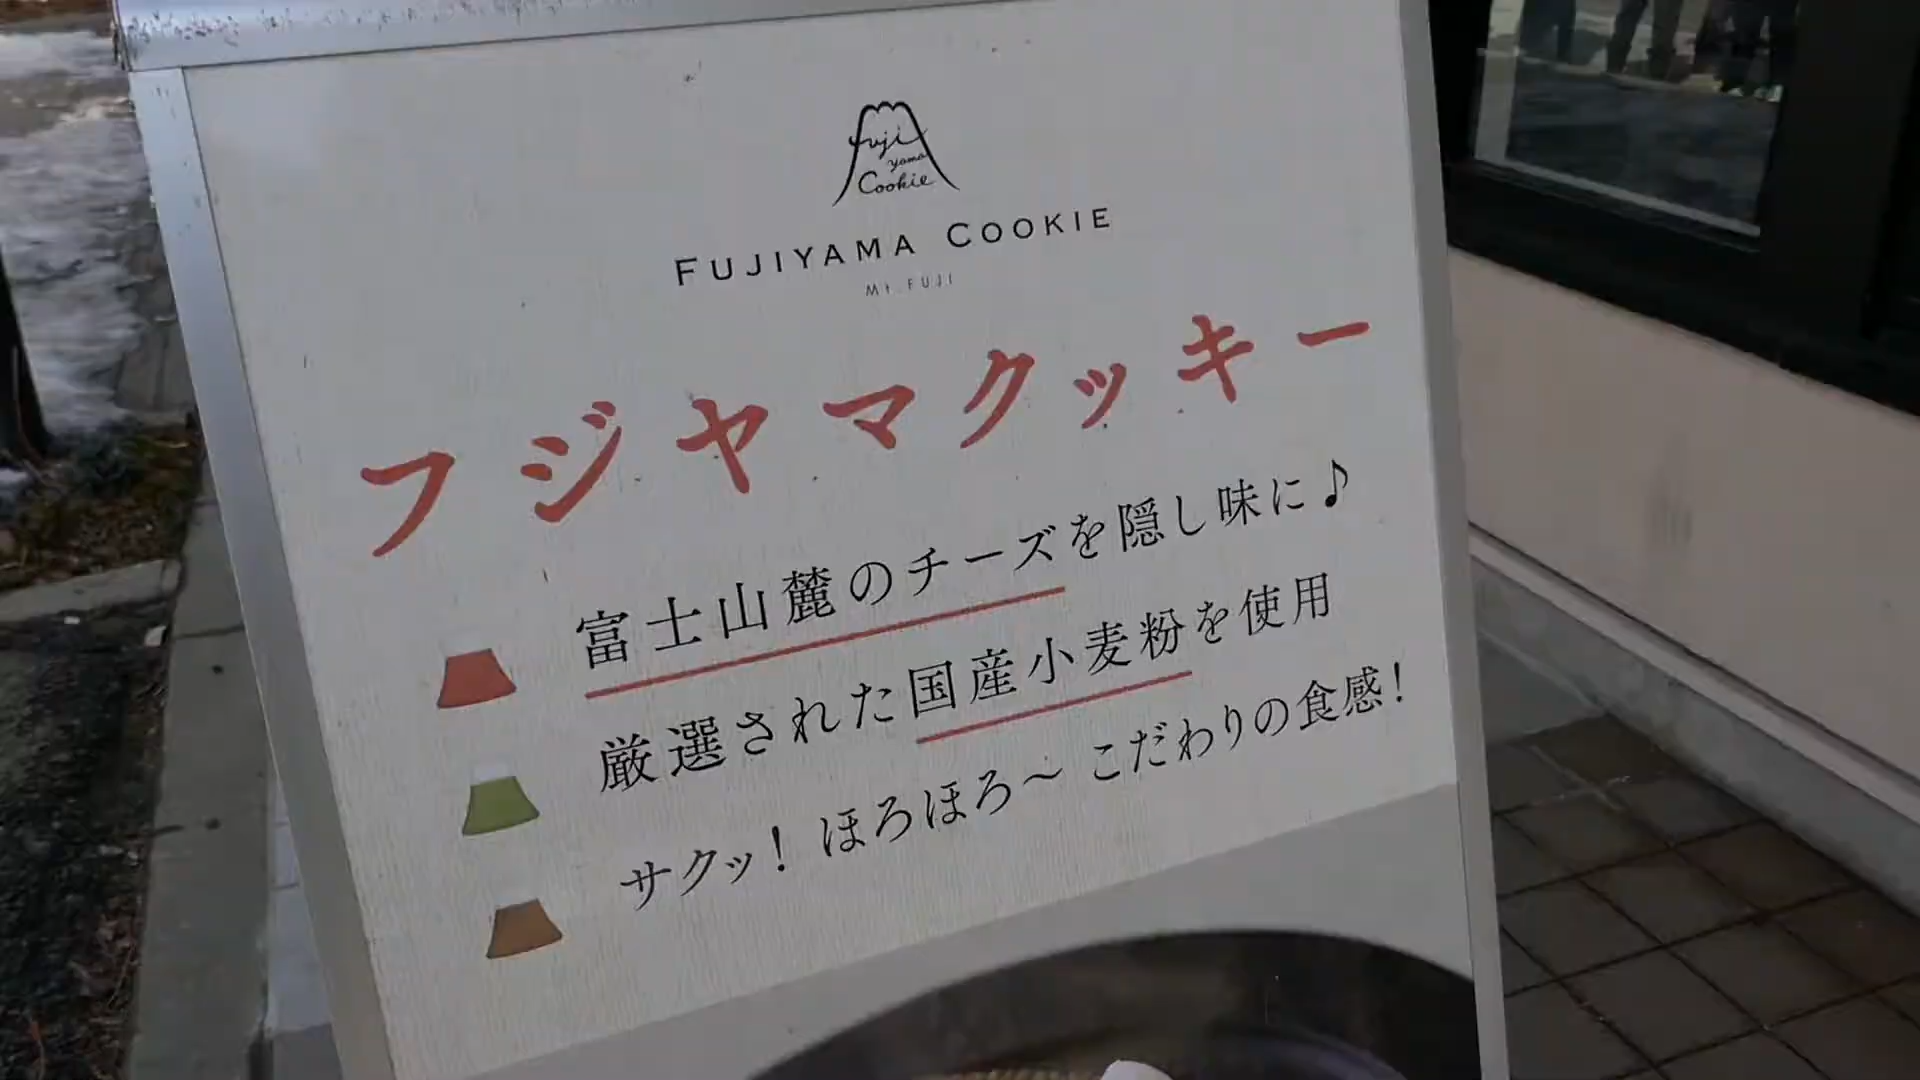 Fuji
yama
Cookie
FUJIYAMA COOKIE
Mt.FUJI
フジヤマクッキー
富士山麓のチーズを隠し味に♪
厳選された国産小麦粉を使用
サクッ！ほろほろ〜こだわりの食感！